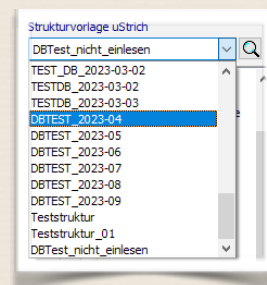 Strukturvorlage uStrich
DBTest_nicht_einlesen
TEST_DB_2023-03-02
TESTDB_2023-03-02
TESTDB_2023-03-03
DBTEST_2023-04
DBTEST_2023-05
DBTEST_2023-06
DBTEST_2023-07
DBTEST_2023-08
DBTEST_2023-09
Teststruktur
Teststruktur_01
DBTest_nicht_einlesen